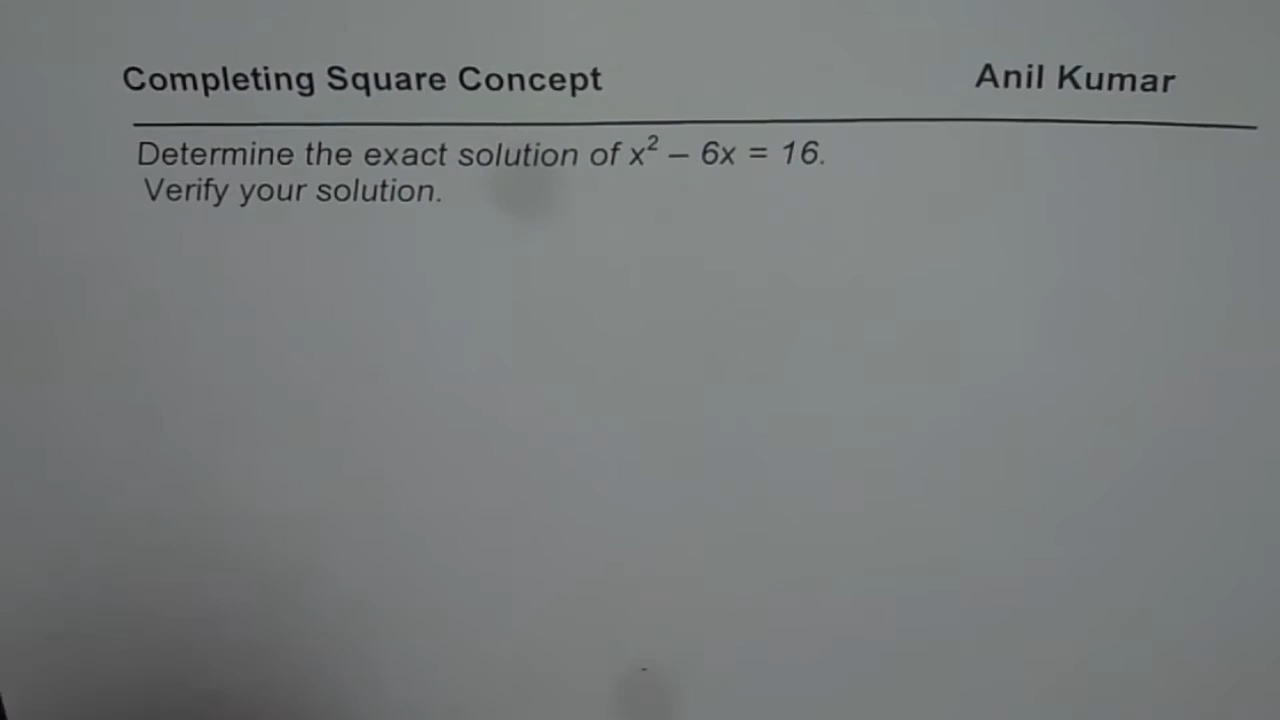 Completing Square Concept Anil Kumar
Determine the exact solution of x² – 6x = 16.
Verify your solution.